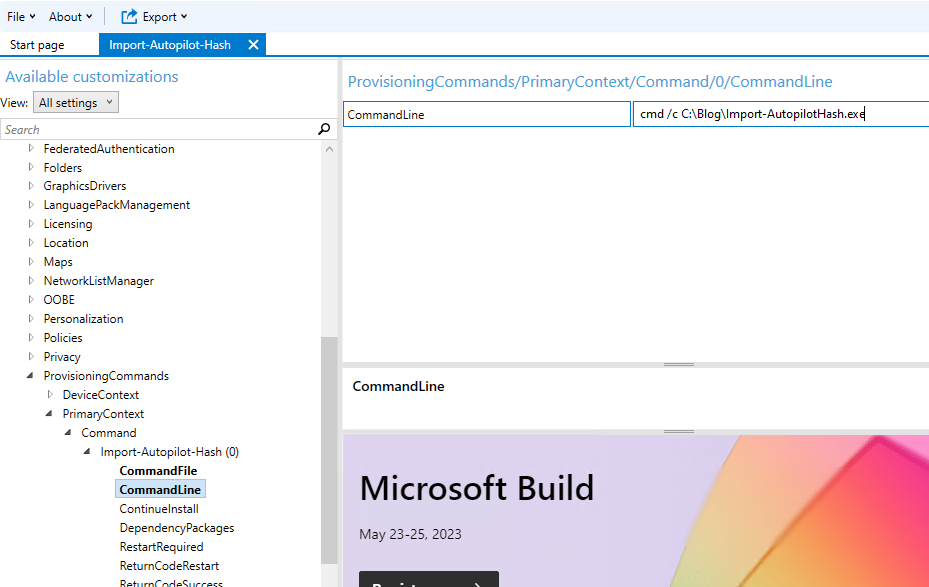 File About Export
Start page Import-Autopilot-Hash
Available customizations
View: All settings
Search
FederatedAuthentication
Folders
GraphicsDrivers
LanguagePackManagement
Licensing
Location
Maps
NetworkListManager
OOBE
Personalization
Policies
Privacy
ProvisioningCommands
DeviceContext
PrimaryContext
Command
Import-Autopilot-Hash (0)
CommandFile
CommandLine
ContinueInstall
DependencyPackages
RestartRequired
ReturnCodeRestart
ReturnCodeSuccess
ProvisioningCommands/PrimaryContext/Command/0/CommandLine
CommandLine cmd /c C:\Blog\Import-AutopilotHash.exe
CommandLine
Microsoft Build
May 23-25, 2023